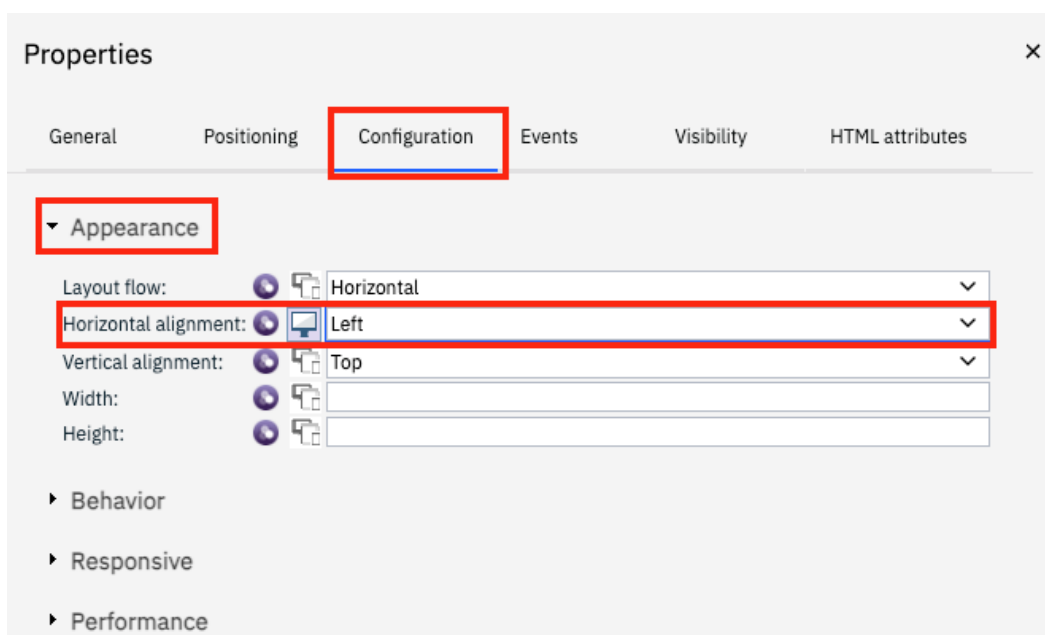 Properties
General Positioning Configuration Events Visibility HTML attributes
Appearance
Layout flow: Horizontal
Horizontal alignment: Left
Vertical alignment: Top
Width:
Height:
Behavior
Responsive
Performance